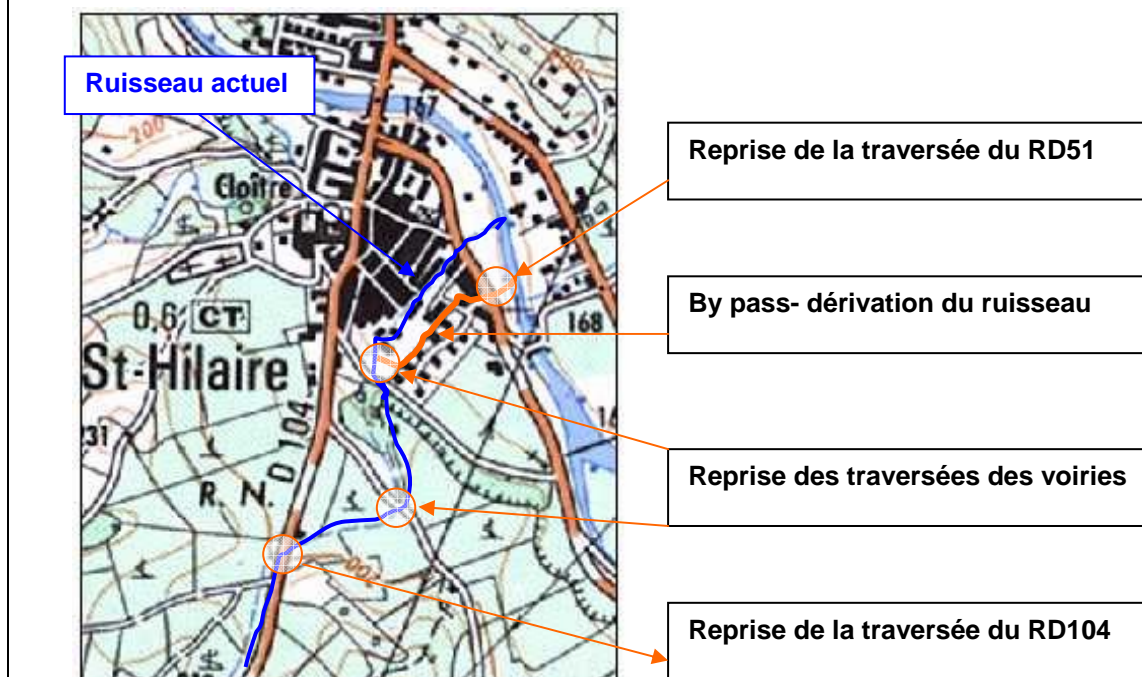 Ruisseau actuel
Reprise de la traversée du RD51
By pass- dérivation du ruisseau
Reprise des traversées des voiries
Reprise de la traversée du RD104
200
167
Cloître
0,6 CT
168
St-Hilaire
231
D 104
R. N.